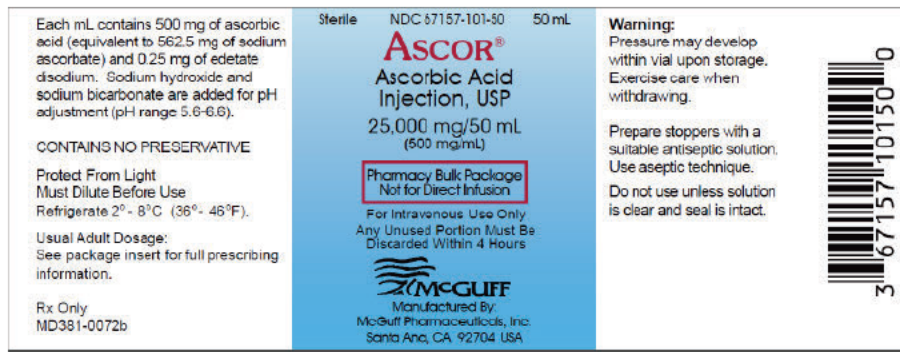 Each mL contains 500 mg of ascorbic
acid (equivalent to 562.5 mg of sodium
ascorbate) and 0.25 mg of edetate
disodium. Sodium hydroxide and
sodium bicarbonate are added for pH
adjustment (pH range 5.6-6.6).
CONTAINS NO PRESERVATIVE
Protect From Light
Must Dilute Before Use
Refrigerate 2º- 8ºC (36º- 46ºF).
Usual Adult Dosage:
See package insert for full prescribing
information.
Rx Only
MD381-0072b
Sterile NDC 67157-101-50 50 mL
ASCOR®
Ascorbic Acid
Injection, USP
25,000 mg/50 mL
(500 mg/mL)
Pharmacy Bulk Package
Not for Direct Infusion
For Intravenous Use Only
Any Unused Portion Must Be
Discarded Within 4 Hours
McGUFF
Manufactured By:
McGuff Pharmaceuticals, Inc.
Santa Ana, CA 92704 USA
Warning:
Pressure may develop
within vial upon storage.
Exercise care when
withdrawing.
Prepare stoppers with a
suitable antiseptic solution.
Use aseptic technique.
Do not use unless solution
is clear and seal is intact.
3 67157 10150 0